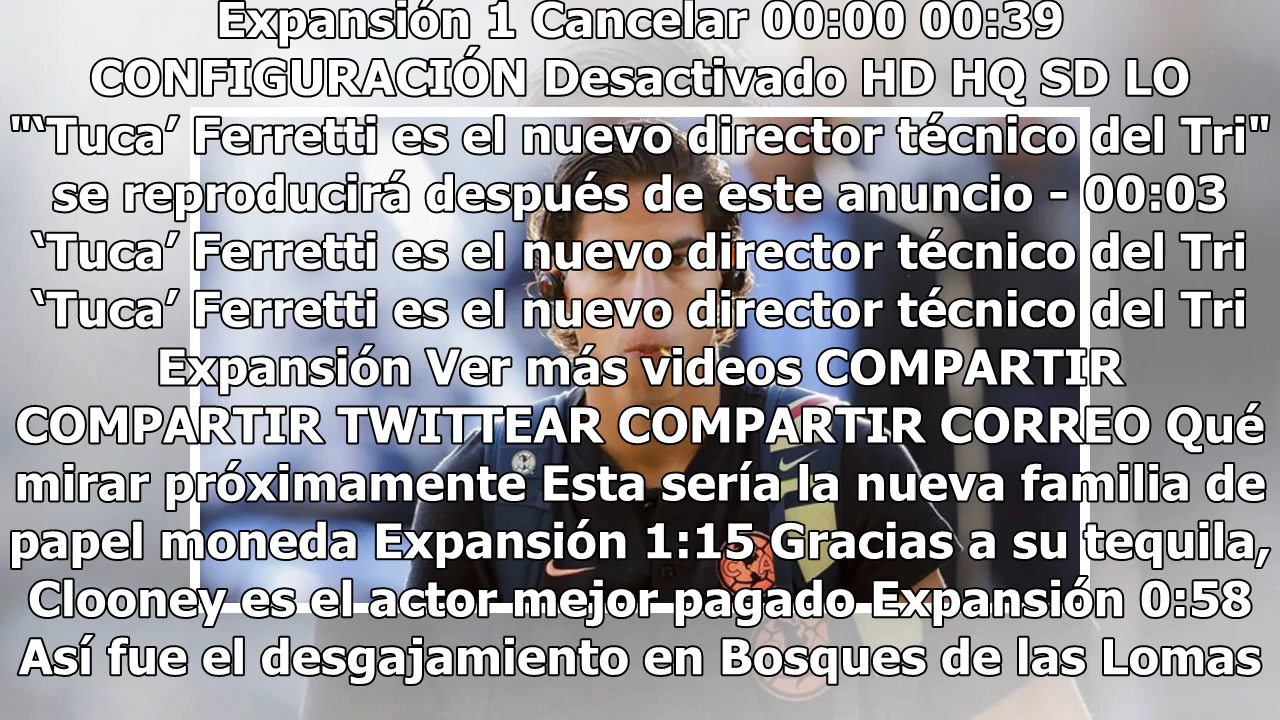 Expansión 1 Cancelar 00:00 00:39
CONFIGURACIÓN Desactivado HD HQ SD LO
"‘Tuca’ Ferretti es el nuevo director técnico del Tri"
se reproducirá después de este anuncio - 00:03
‘Tuca’ Ferretti es el nuevo director técnico del Tri
‘Tuca’ Ferretti es el nuevo director técnico del Tri
Expansión Ver más videos COMPARTIR
COMPARTIR TWITTEAR COMPARTIR CORREO Qué
mirar próximamente Esta sería la nueva familia de
papel moneda Expansión 1:15 Gracias a su tequila,
Clooney es el actor mejor pagado Expansión 0:58
Así fue el desgajamiento en Bosques de las Lomas